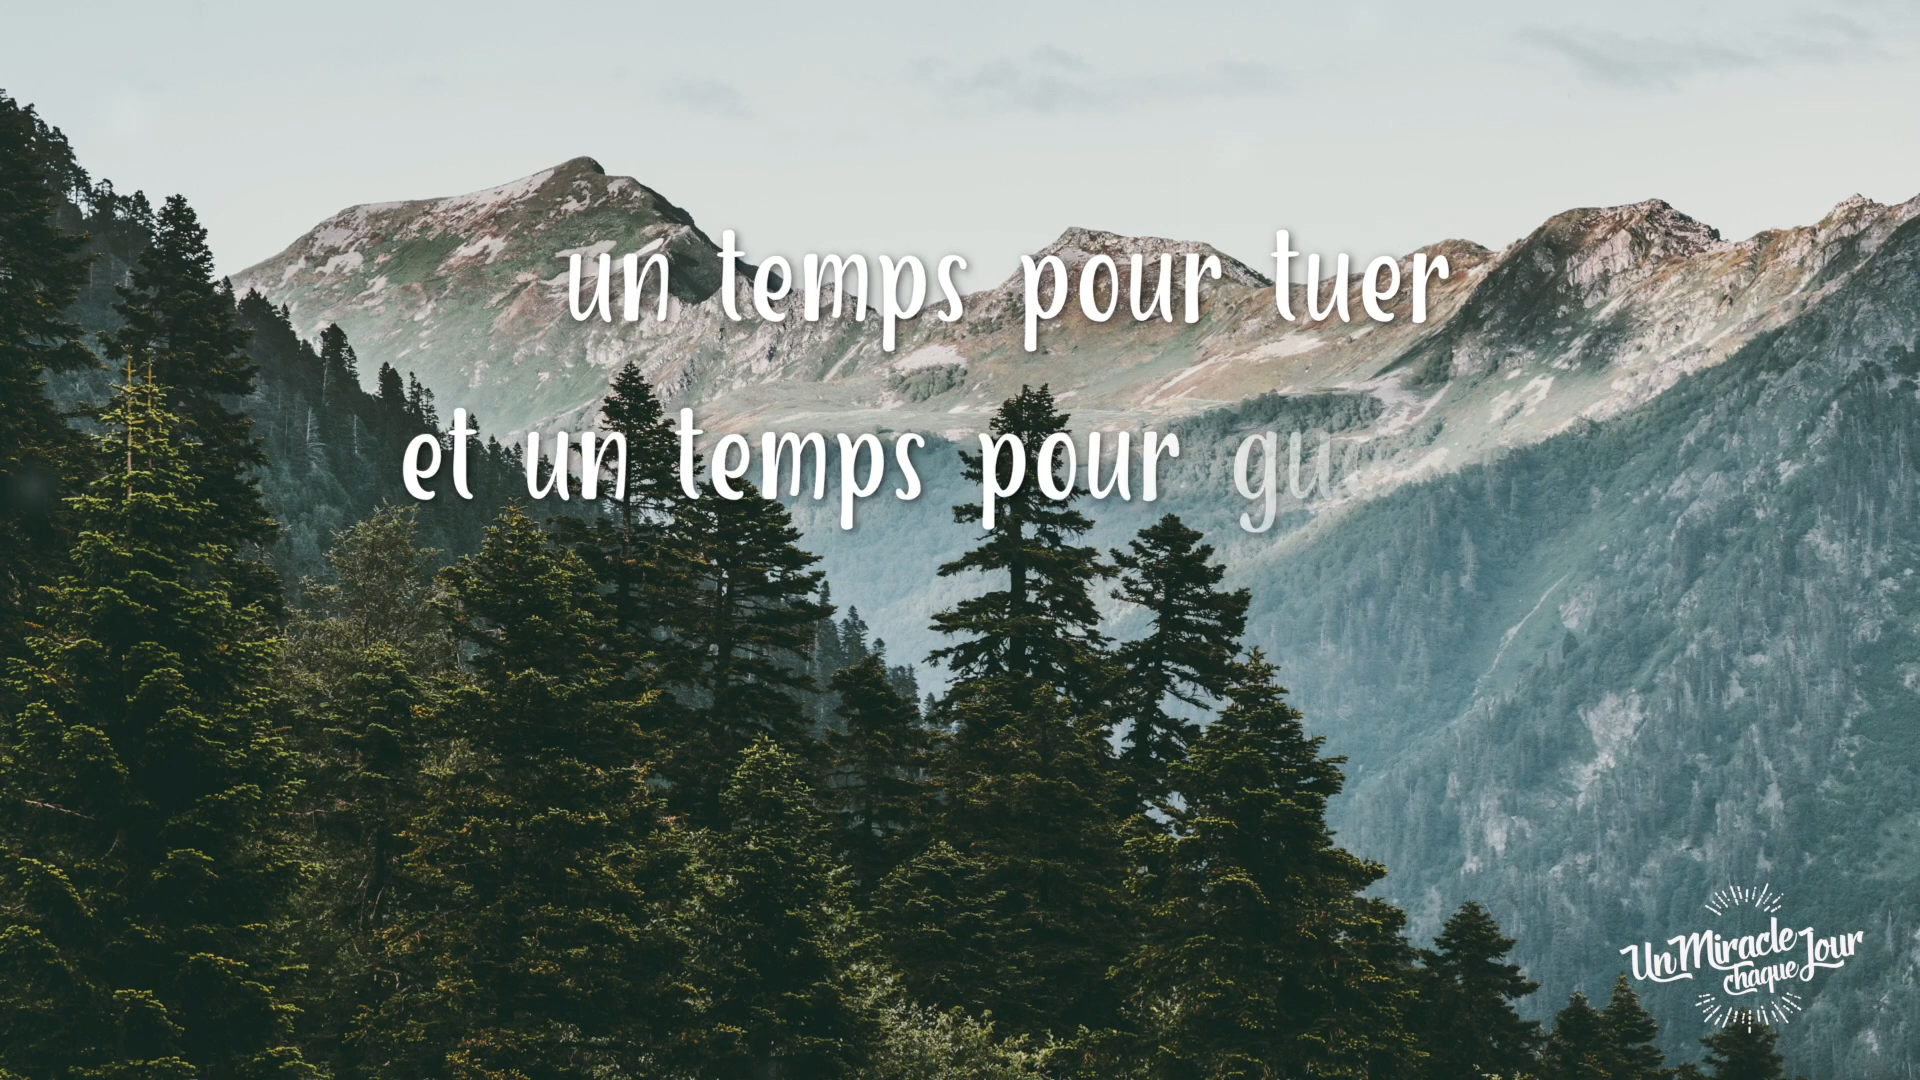 un temps pour tuer
et un temps pour
Un Miracle
chaque Jour